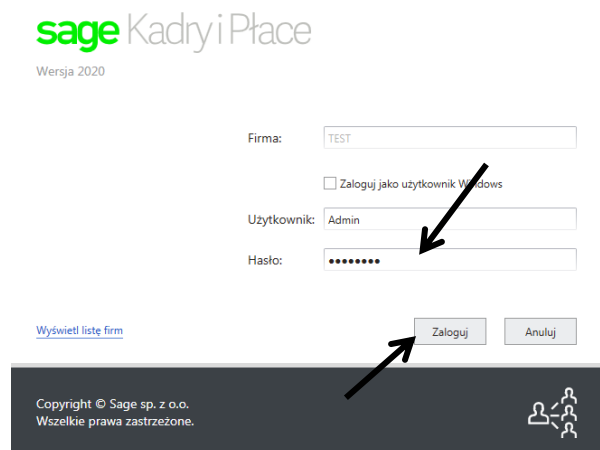 sage Kadry i Płace
Wersja 2020
Firma: TEST
Zaloguj jako użytkownik Windows
Użytkownik: Admin
Hasło: ●●●●●●●●
Wyświetl listę firm
Zaloguj
Anuluj
Copyright © Sage sp. z o.o.
Wszelkie prawa zastrzeżone.